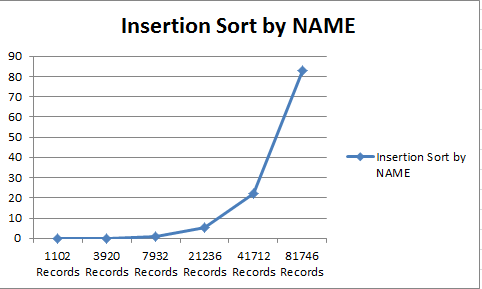 Insertion Sort by NAME
90
80
70
60
50
40
30
20
10
0
1102 3920 7932 21236 41712 81746
Records Records Records Records Records Records
Insertion Sort by
NAME